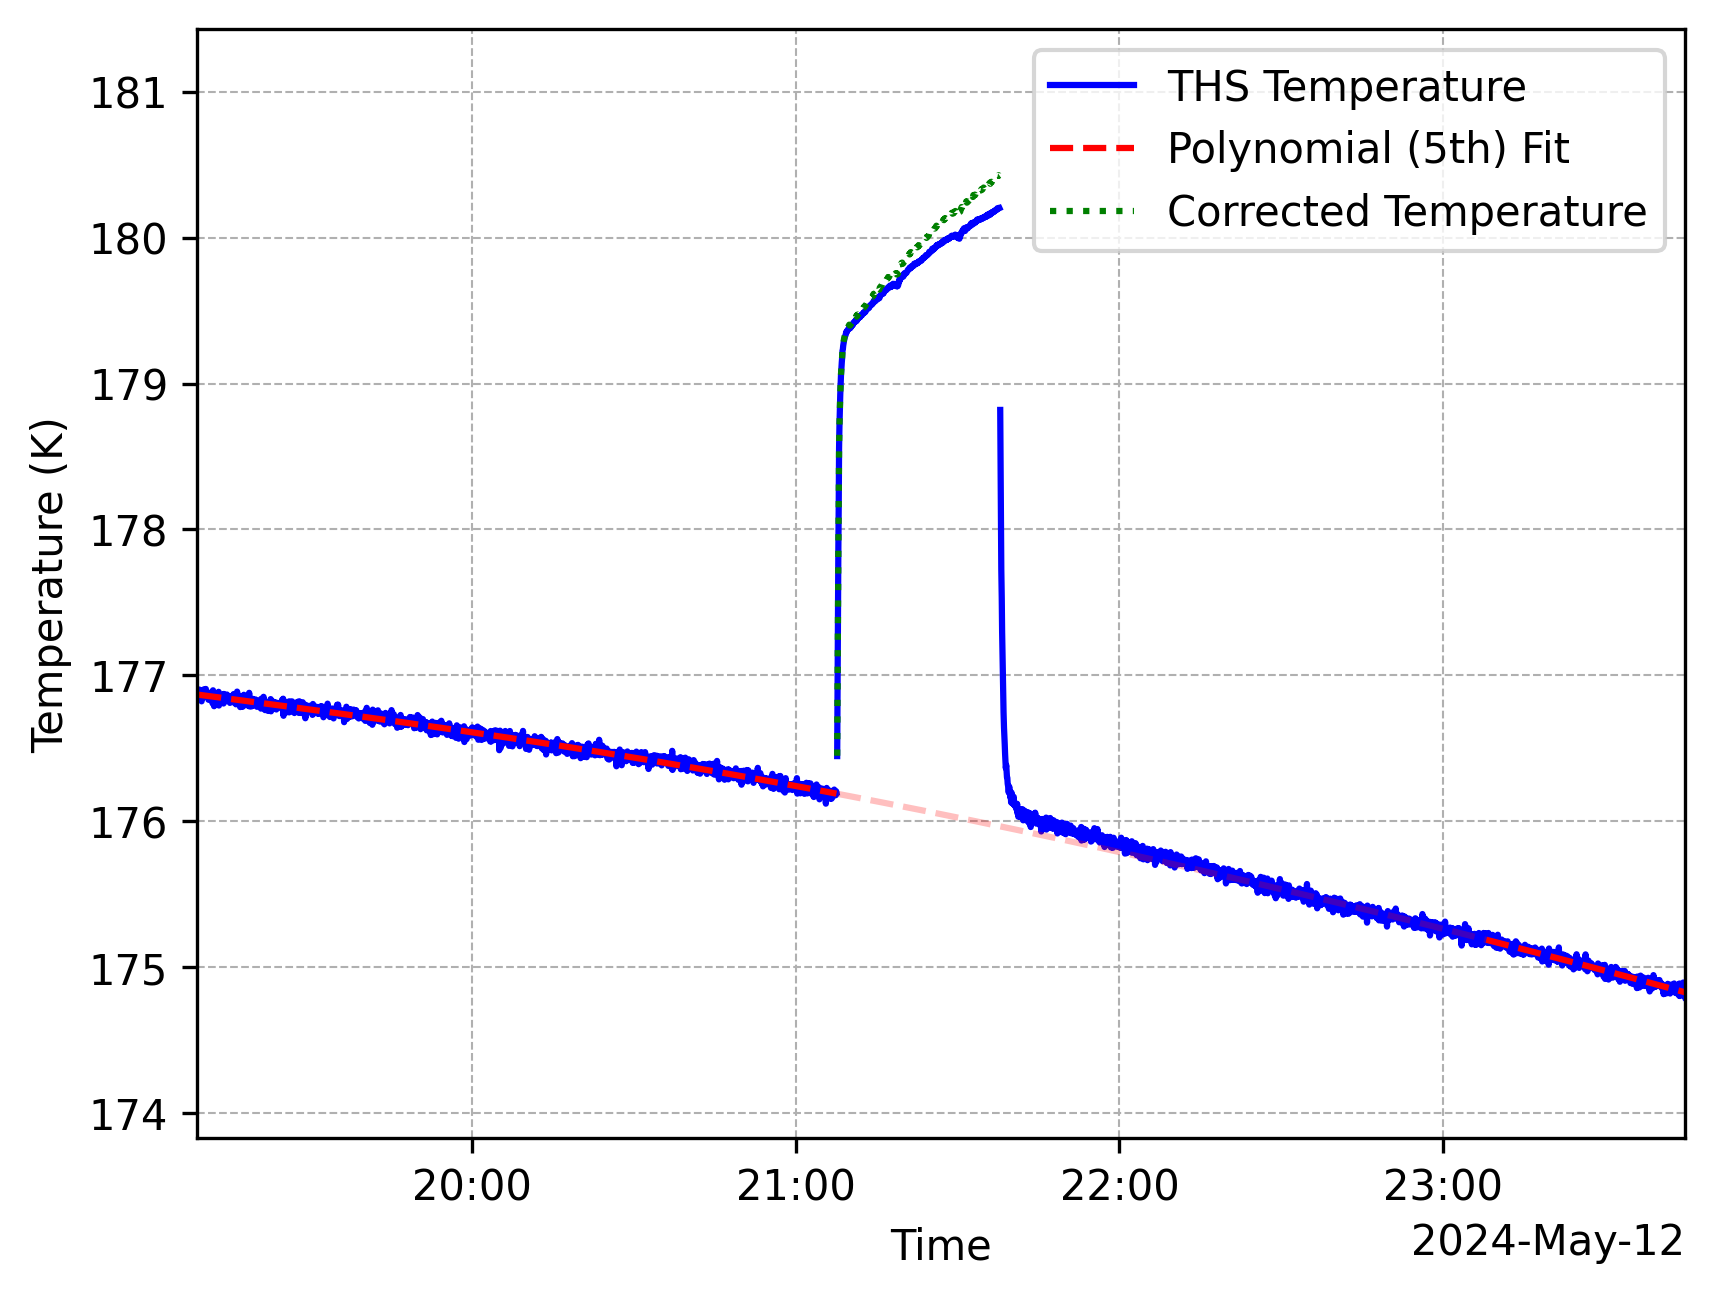 THS Temperature
Polynomial (5th) Fit
Corrected Temperature
181
180
179
178
177
176
175
174
Temperature (K)
20:00
21:00
22:00
23:00
Time
2024-May-12